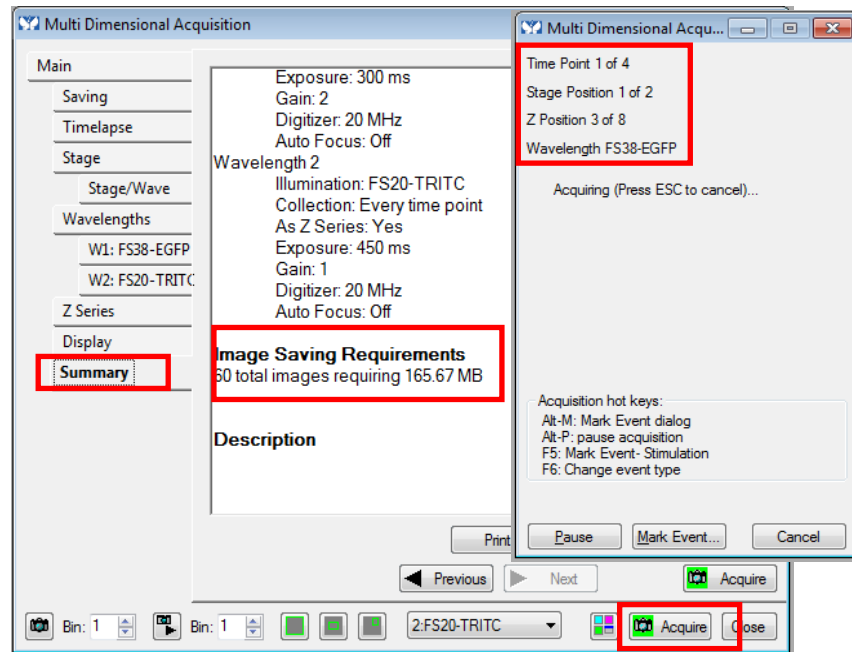 Multi Dimensional Acquisition
Main
Saving
Timelapse
Stage
Stage/Wave
Wavelengths
W1: FS38-EGFP
W2: FS20-TRITC
Z Series
Display
Summary
Exposure: 300 ms
Gain: 2
Digitizer: 20 MHz
Auto Focus: Off
Wavelength 2
Illumination: FS20-TRITC
Collection: Every time point
As Z Series: Yes
Exposure: 450 ms
Gain: 1
Digitizer: 20 MHz
Auto Focus: Off
Image Saving Requirements
60 total images requiring 165.67 MB
Description
Print
Previous
Next
Acquire
Bin: 1
Bin: 1
2:FS20-TRITC
Acquire
Close
Multi Dimensional Acqu...
Time Point 1 of 4
Stage Position 1 of 2
Z Position 3 of 8
Wavelength FS38-EGFP
Acquiring (Press ESC to cancel)...
Acquisition hot keys:
Alt-M: Mark Event dialog
Alt-P: pause acquisition
F5: Mark Event- Stimulation
F6: Change event type
Pause
Mark Event...
Cancel